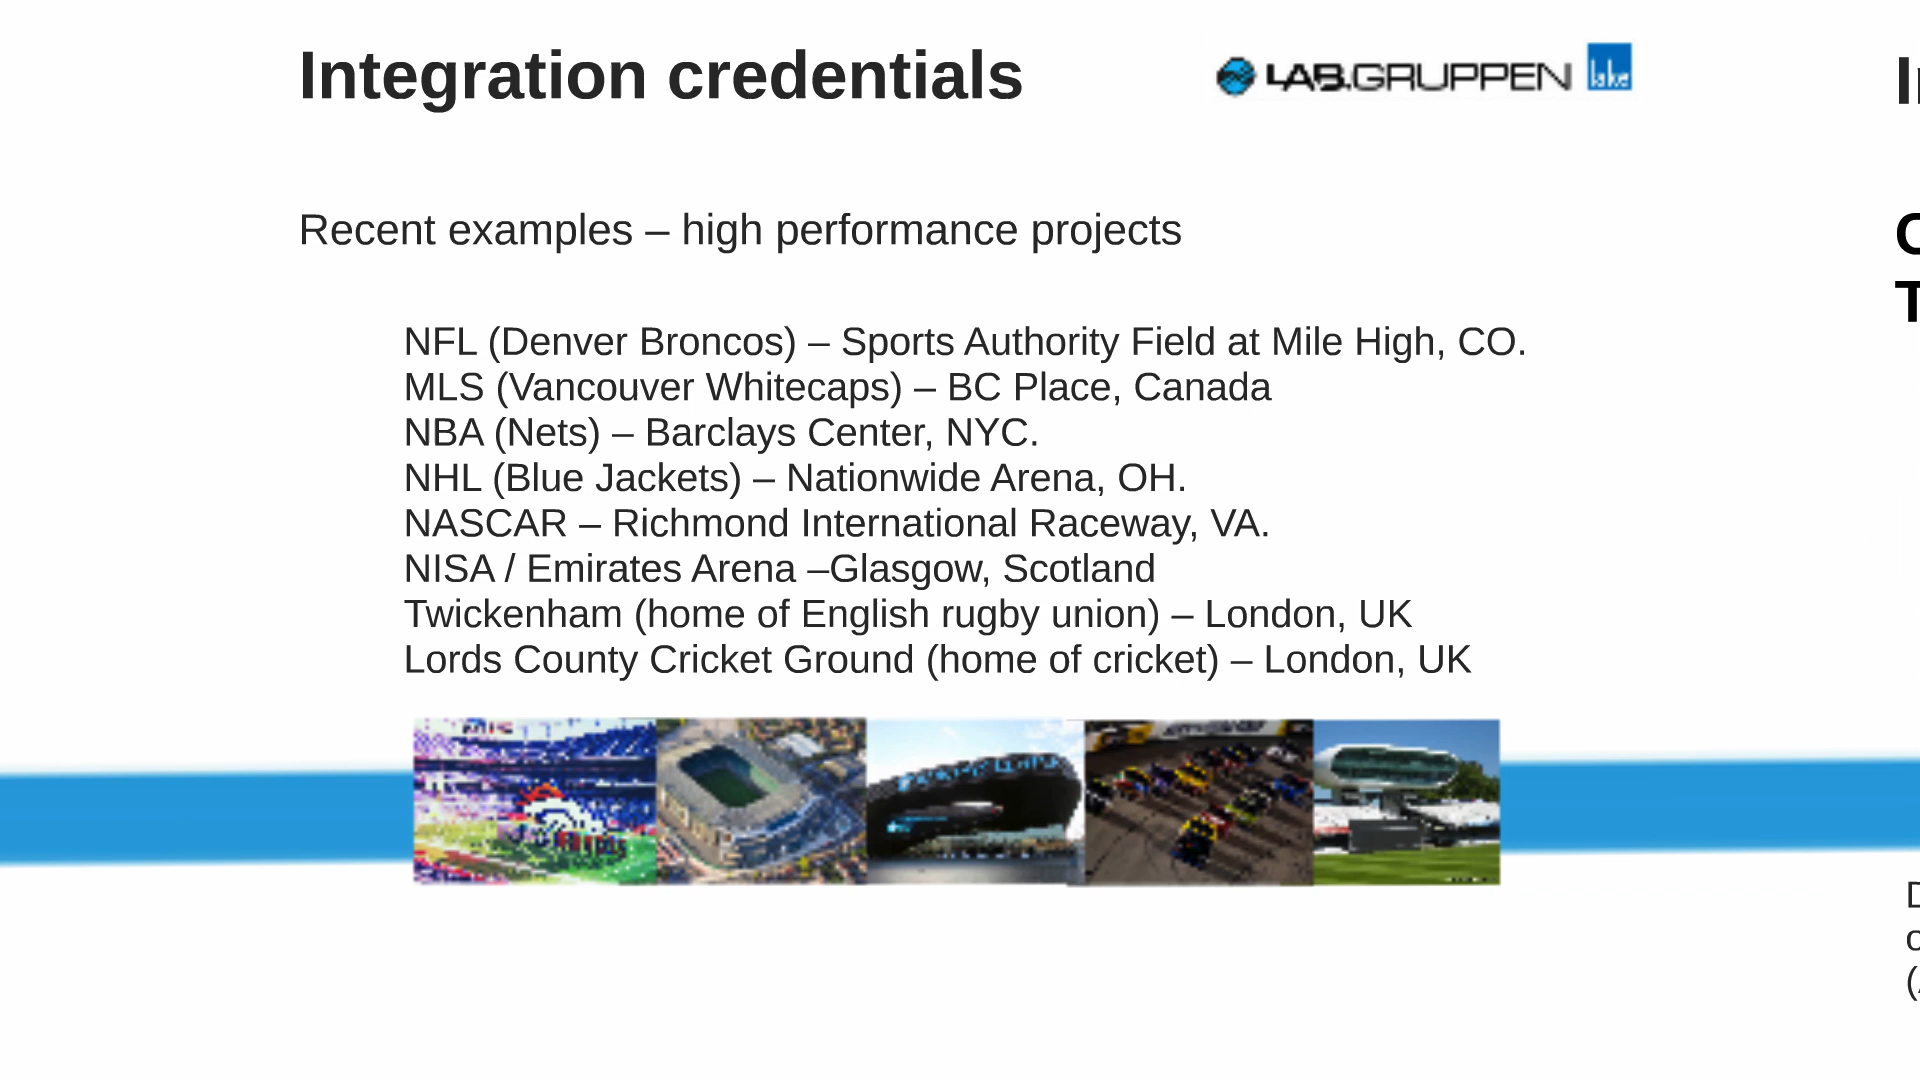 Integration credentials
LAB.GRUPPEN lake
Recent examples – high performance projects
NFL (Denver Broncos) – Sports Authority Field at Mile High, CO.
MLS (Vancouver Whitecaps) – BC Place, Canada
NBA (Nets) – Barclays Center, NYC.
NHL (Blue Jackets) – Nationwide Arena, OH.
NASCAR – Richmond International Raceway, VA.
NISA / Emirates Arena –Glasgow, Scotland
Twickenham (home of English rugby union) – London, UK
Lords County Cricket Ground (home of cricket) – London, UK